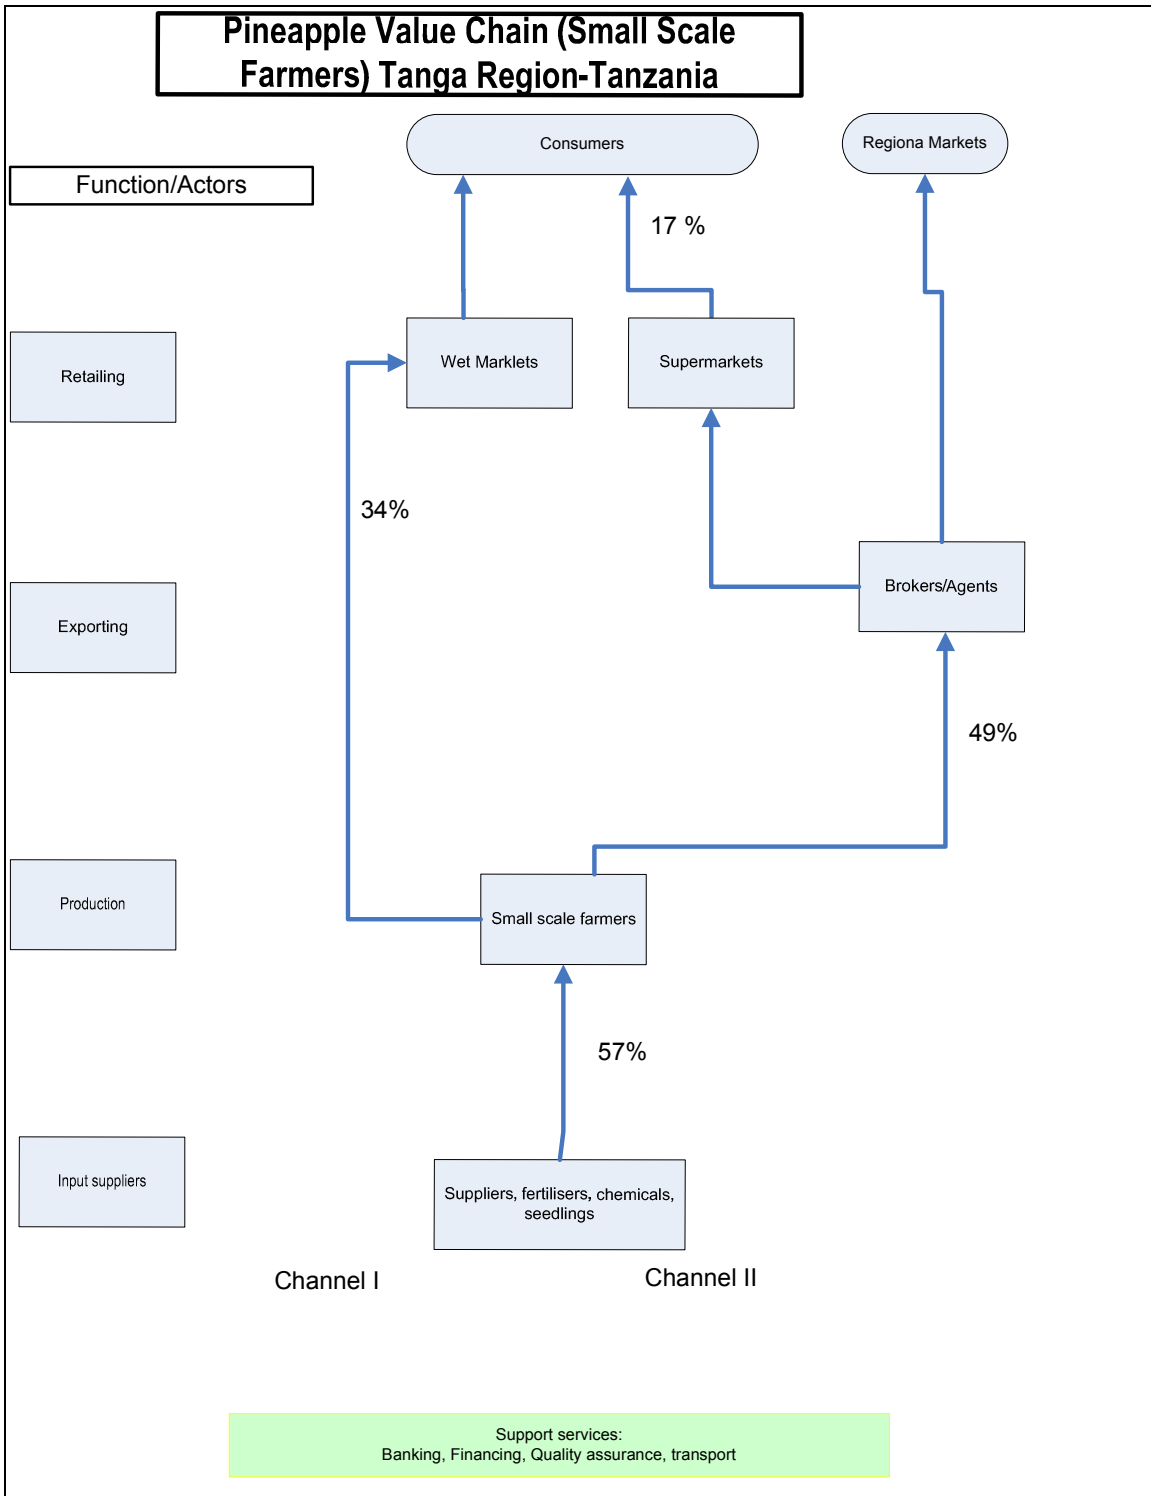 Pineapple Value Chain (Small Scale
Farmers) Tanga Region-Tanzania
Consumers
Regiona Markets
Function/Actors
17 %
Retailing
Wet Marklets
Supermarkets
34%
Exporting
Brokers/Agents
49%
Production
Small scale farmers
57%
Input suppliers
Suppliers, fertilisers, chemicals,
seedlings
Channel I
Channel II
Support services:
Banking, Financing, Quality assurance, transport